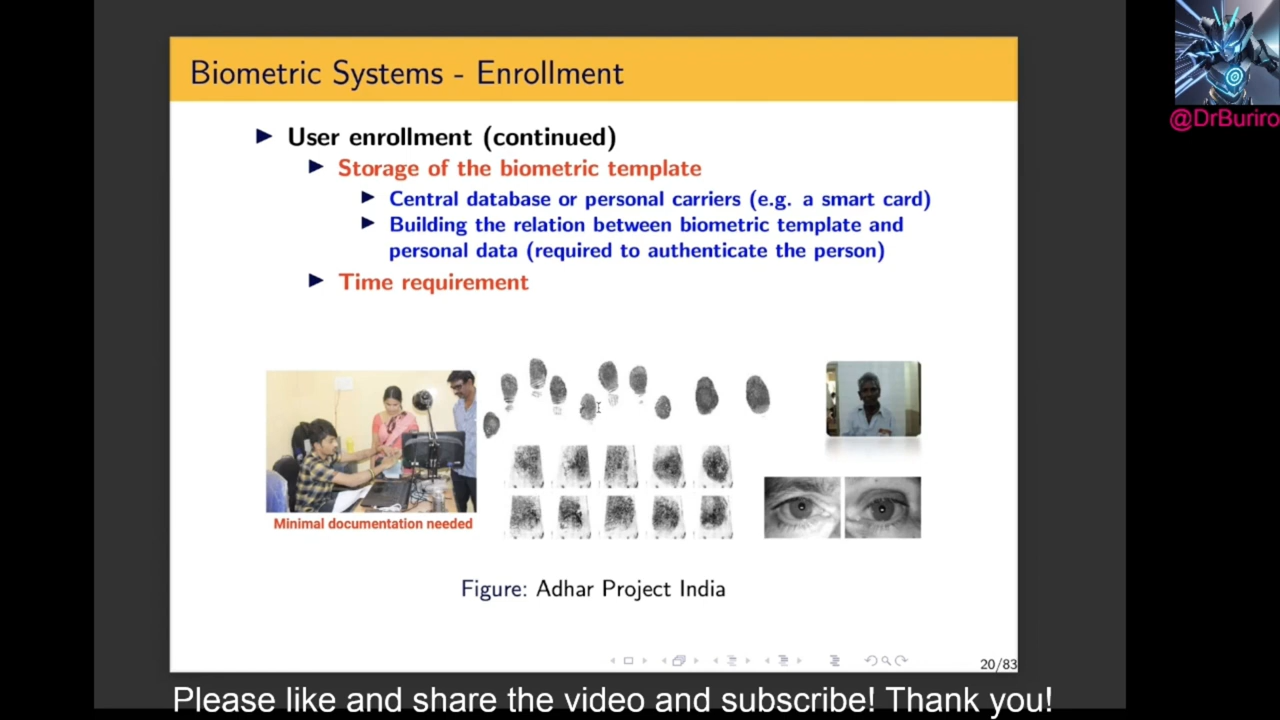 Biometric Systems - Enrollment
@DrBuriro
User enrollment (continued)
Storage of the biometric template
Central database or personal carriers (e.g. a smart card)
Building the relation between biometric template and
personal data (required to authenticate the person)
Time requirement
Minimal documentation needed
Figure: Adhar Project India
20/83
Please like and share the video and subscribe! Thank you!